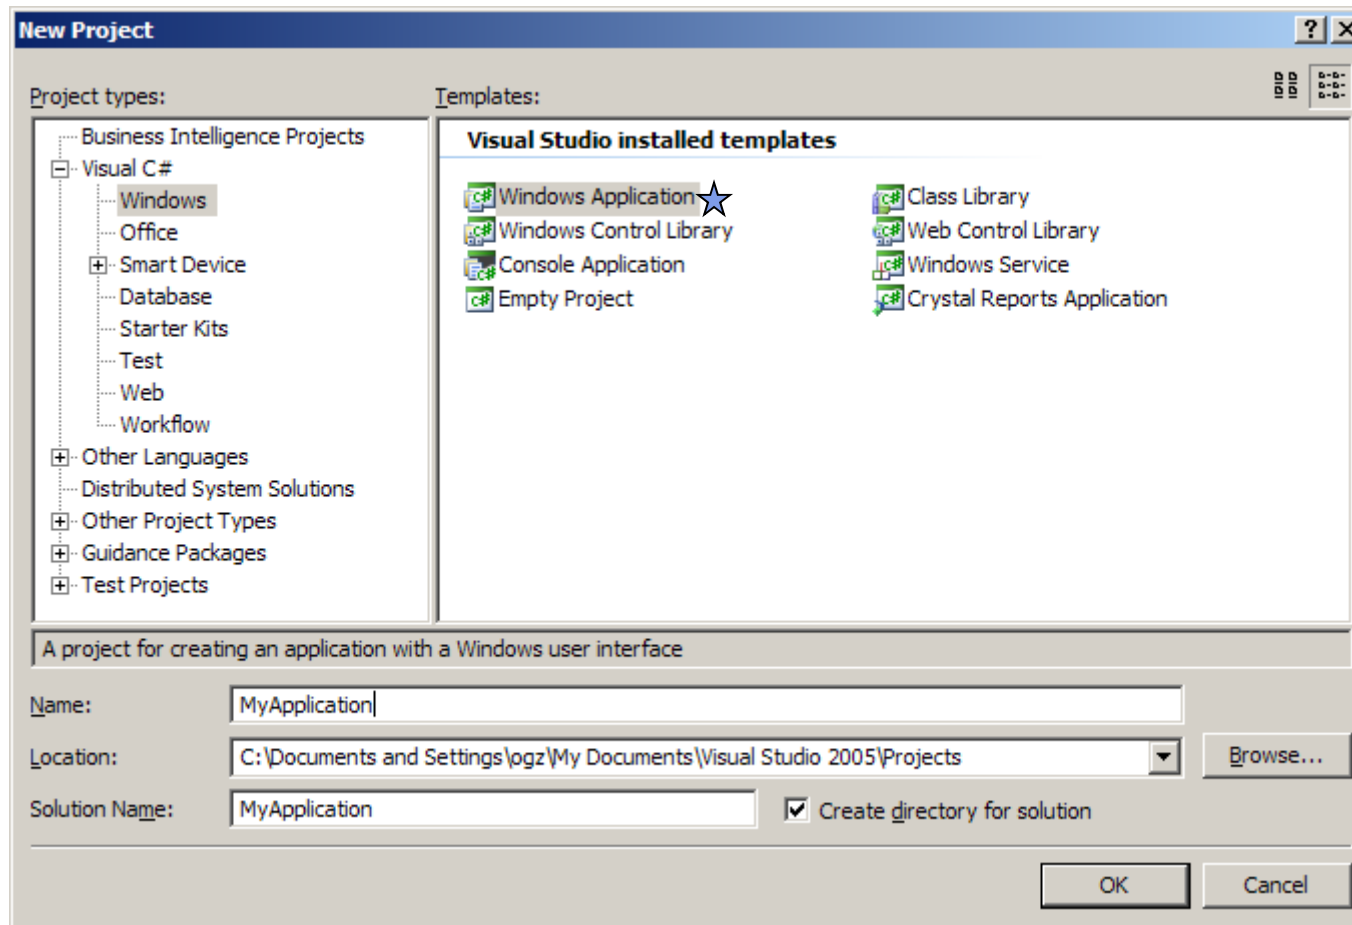 New Project
Project types:
Templates:
Business Intelligence Projects
Visual C#
Windows
Office
Smart Device
Database
Starter Kits
Test
Web
Workflow
Other Languages
Distributed System Solutions
Other Project Types
Guidance Packages
Test Projects
Visual Studio installed templates
Windows Application
Windows Control Library
Console Application
Empty Project
Class Library
Web Control Library
Windows Service
Crystal Reports Application
A project for creating an application with a Windows user interface
Name:
MyApplication
Location:
C:\Documents and Settings\ogz\My Documents\Visual Studio 2005\Projects
Browse...
Solution Name:
MyApplication
Create directory for solution
OK
Cancel